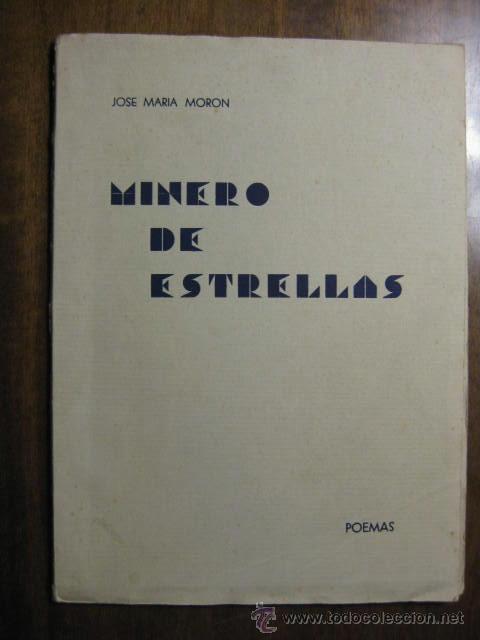 JOSE MARIA MORON
MINERO
DE
ESTRELLAS
POEMAS
www.todocoleccion.net